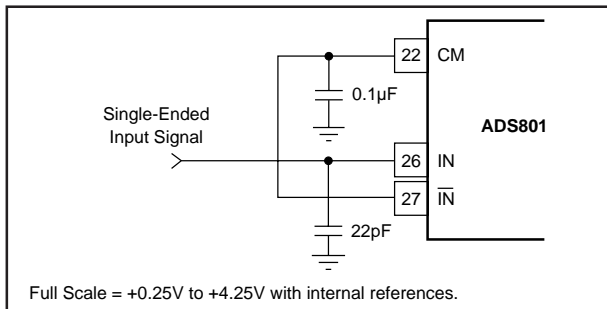 22 CM
0.1µF
Single-Ended
Input Signal
ADS801
26 IN
27 IN
22pF
Full Scale = +0.25V to +4.25V with internal references.